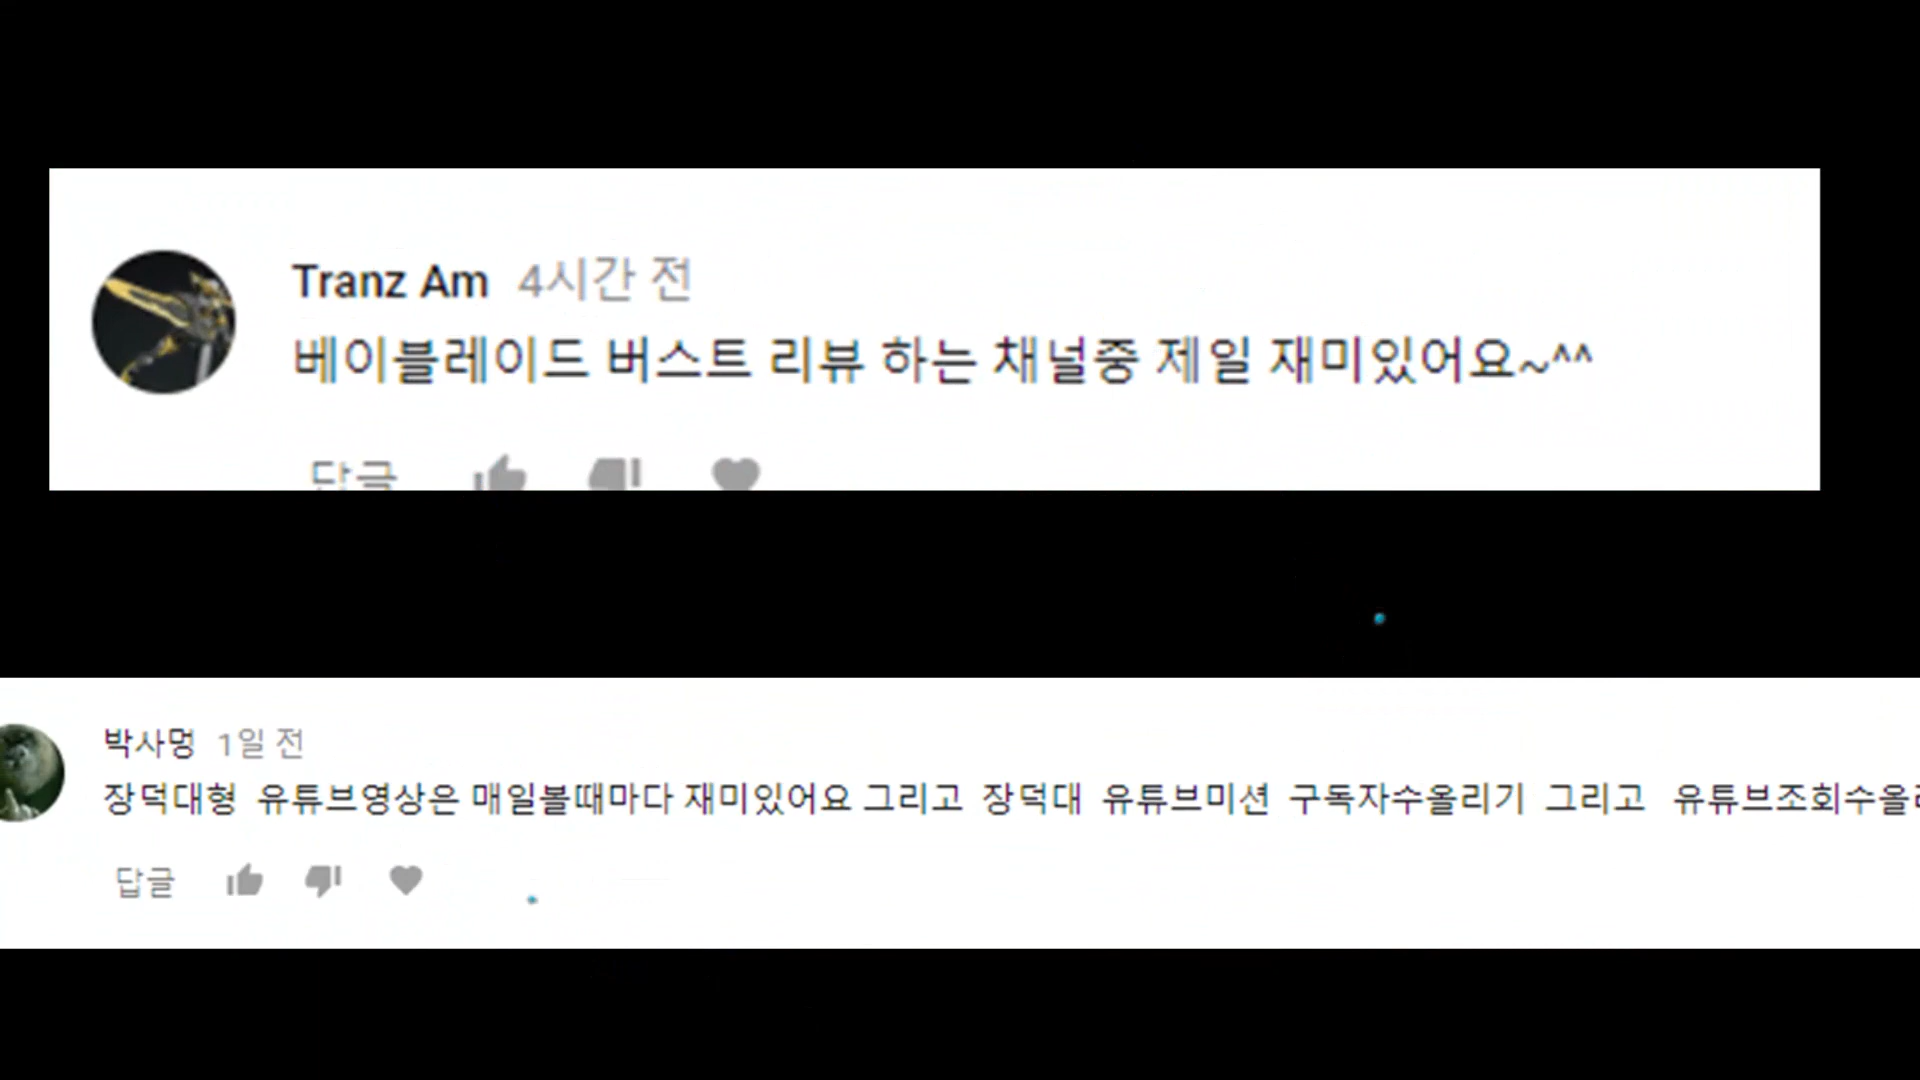 Tranz Am 4시간 전
베이블레이드 버스트 리뷰 하는 채널중 제일 재미있어요~^^
답글
박사멍 1일 전
장덕대형 유튜브영상은 매일볼때마다 재미있어요 그리고 장덕대 유튜브미션 구독자수올리기 그리고 유튜브조회수올
답글